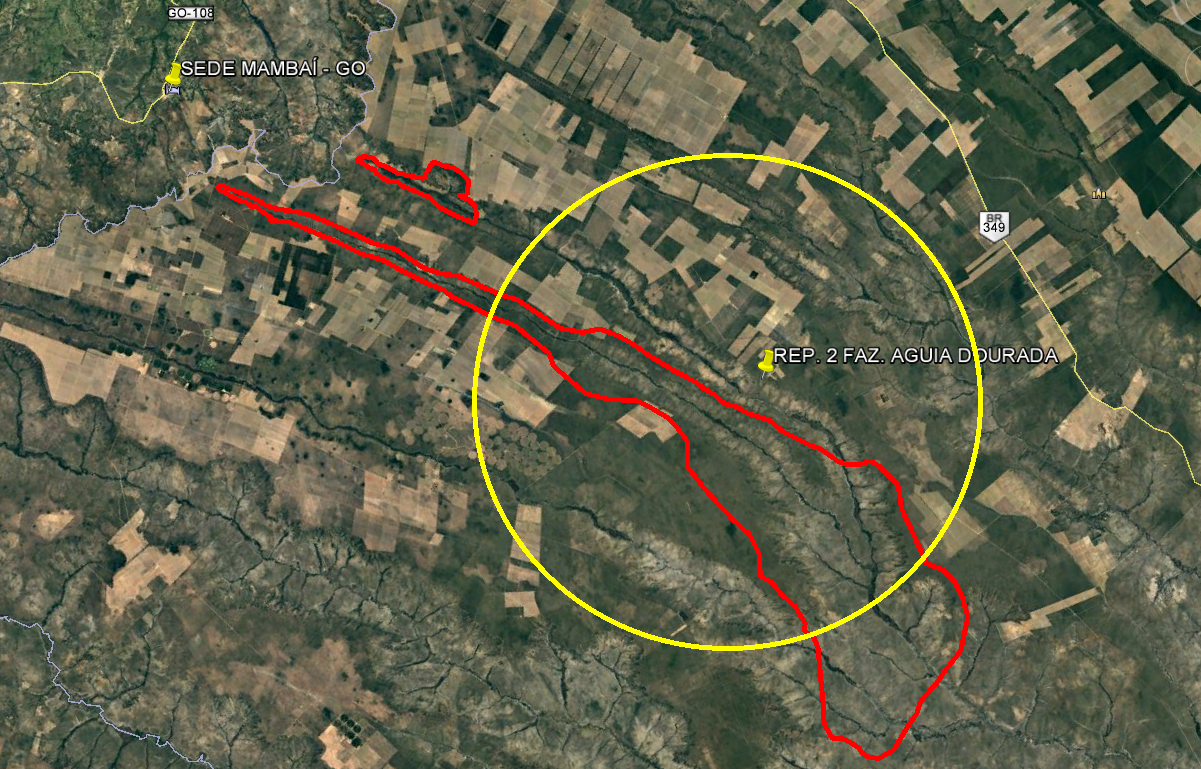 GO-108
SEDE MAMBAÍ - GO
BR
349
REP. 2 FAZ. AGUIA DOURADA